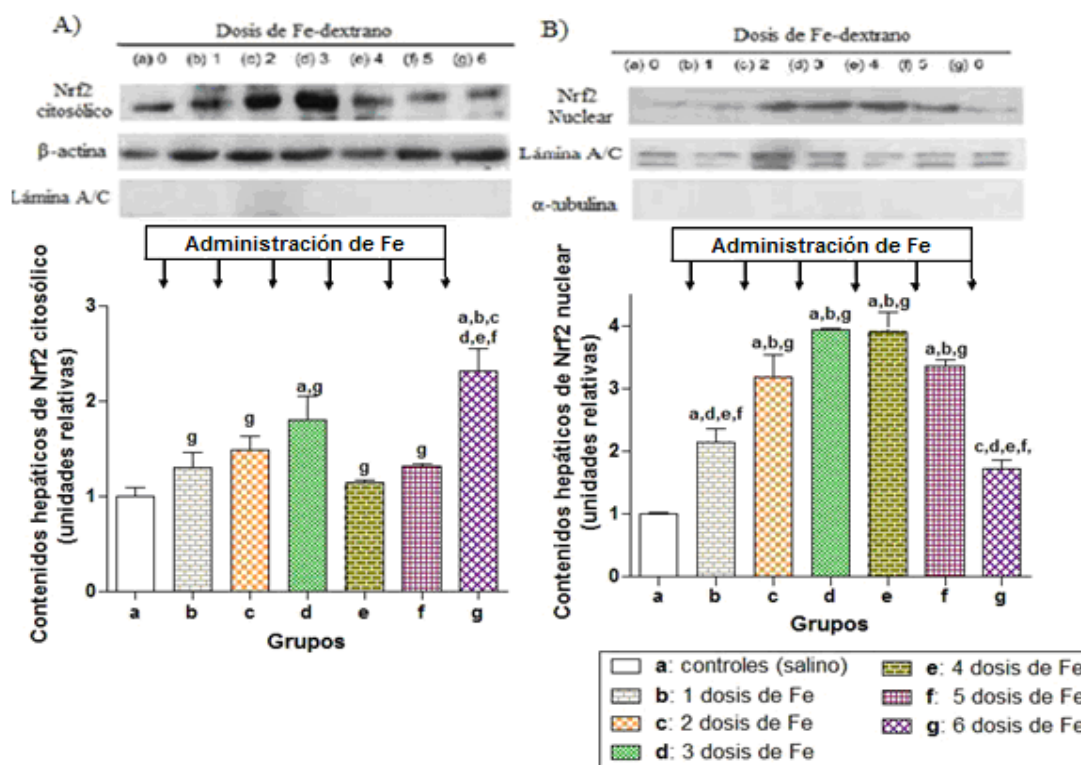 A)
Dosis de Fe-dextrano
(a) 0 (b) 1 (c) 2 (d) 3 (e) 4 (f) 5 (g) 6
Nrf2
citosólico
β-actina
Lámina A/C
Administración de Fe
Contenidos hepáticos de Nrf2 citosólico
(unidades relativas)
3
2
1
0
g
g
a,g
g
g
a,b,c
d,e,f
a b c d e f g
Grupos
B)
Dosis de Fe-dextrano
(a) 0 (b) 1 (c) 2 (d) 3 (e) 4 (f) 5 (g) 6
Nrf2
Nuclear
Lámina A/C
α-tubulina
Administración de Fe
Contenidos hepáticos de Nrf2 nuclear
(unidades relativas)
4
3
2
1
0
a,d,e,f
a,b,g
a,b,g
a,b,g
a,b,g
c,d,e,f,
a b c d e f g
Grupos
a: controles (salino)
b: 1 dosis de Fe
c: 2 dosis de Fe
d: 3 dosis de Fe
e: 4 dosis de Fe
f: 5 dosis de Fe
g: 6 dosis de Fe